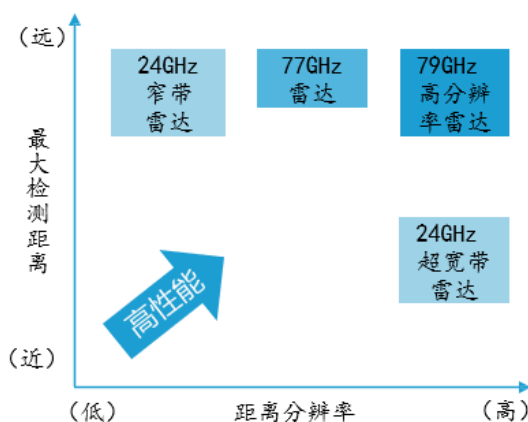 （远）
24GHz
窄带
雷达
77GHz
雷达
79GHz
高分辨
率雷达
最大检测距离
24GHz
超宽带
雷达
高性能
（近）
（低）
距离分辨率
（高）